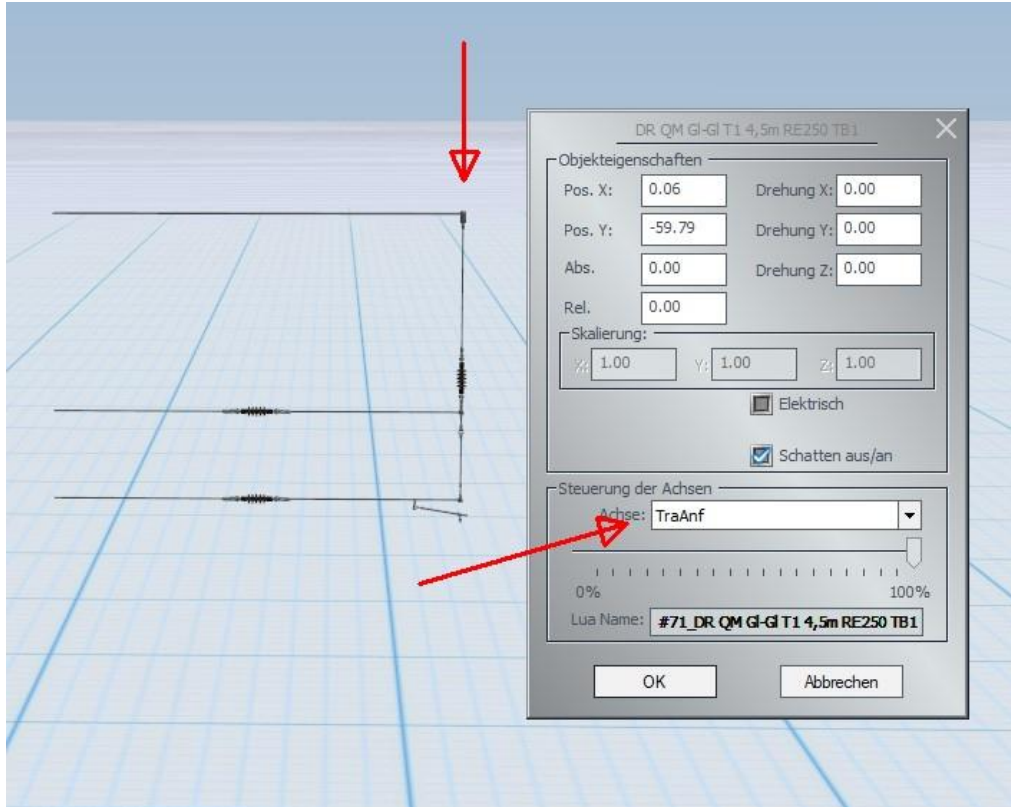 DR QM Gl-Gl T1 4,5m RE250 TB1
Objekteigenschaften
Pos. X: 0.06 Drehung X: 0.00
Pos. Y: -59.79 Drehung Y: 0.00
Abs. 0.00 Drehung Z: 0.00
Rel. 0.00
Skalierung:
X: 1.00 Y: 1.00 Z: 1.00
Elektrisch
Schatten aus/an
Steuerung der Achsen
Achse: TraAnf
0% 100%
Lua Name: #71_DR QM Gl-Gl T1 4,5m RE250 TB1
OK Abbrechen